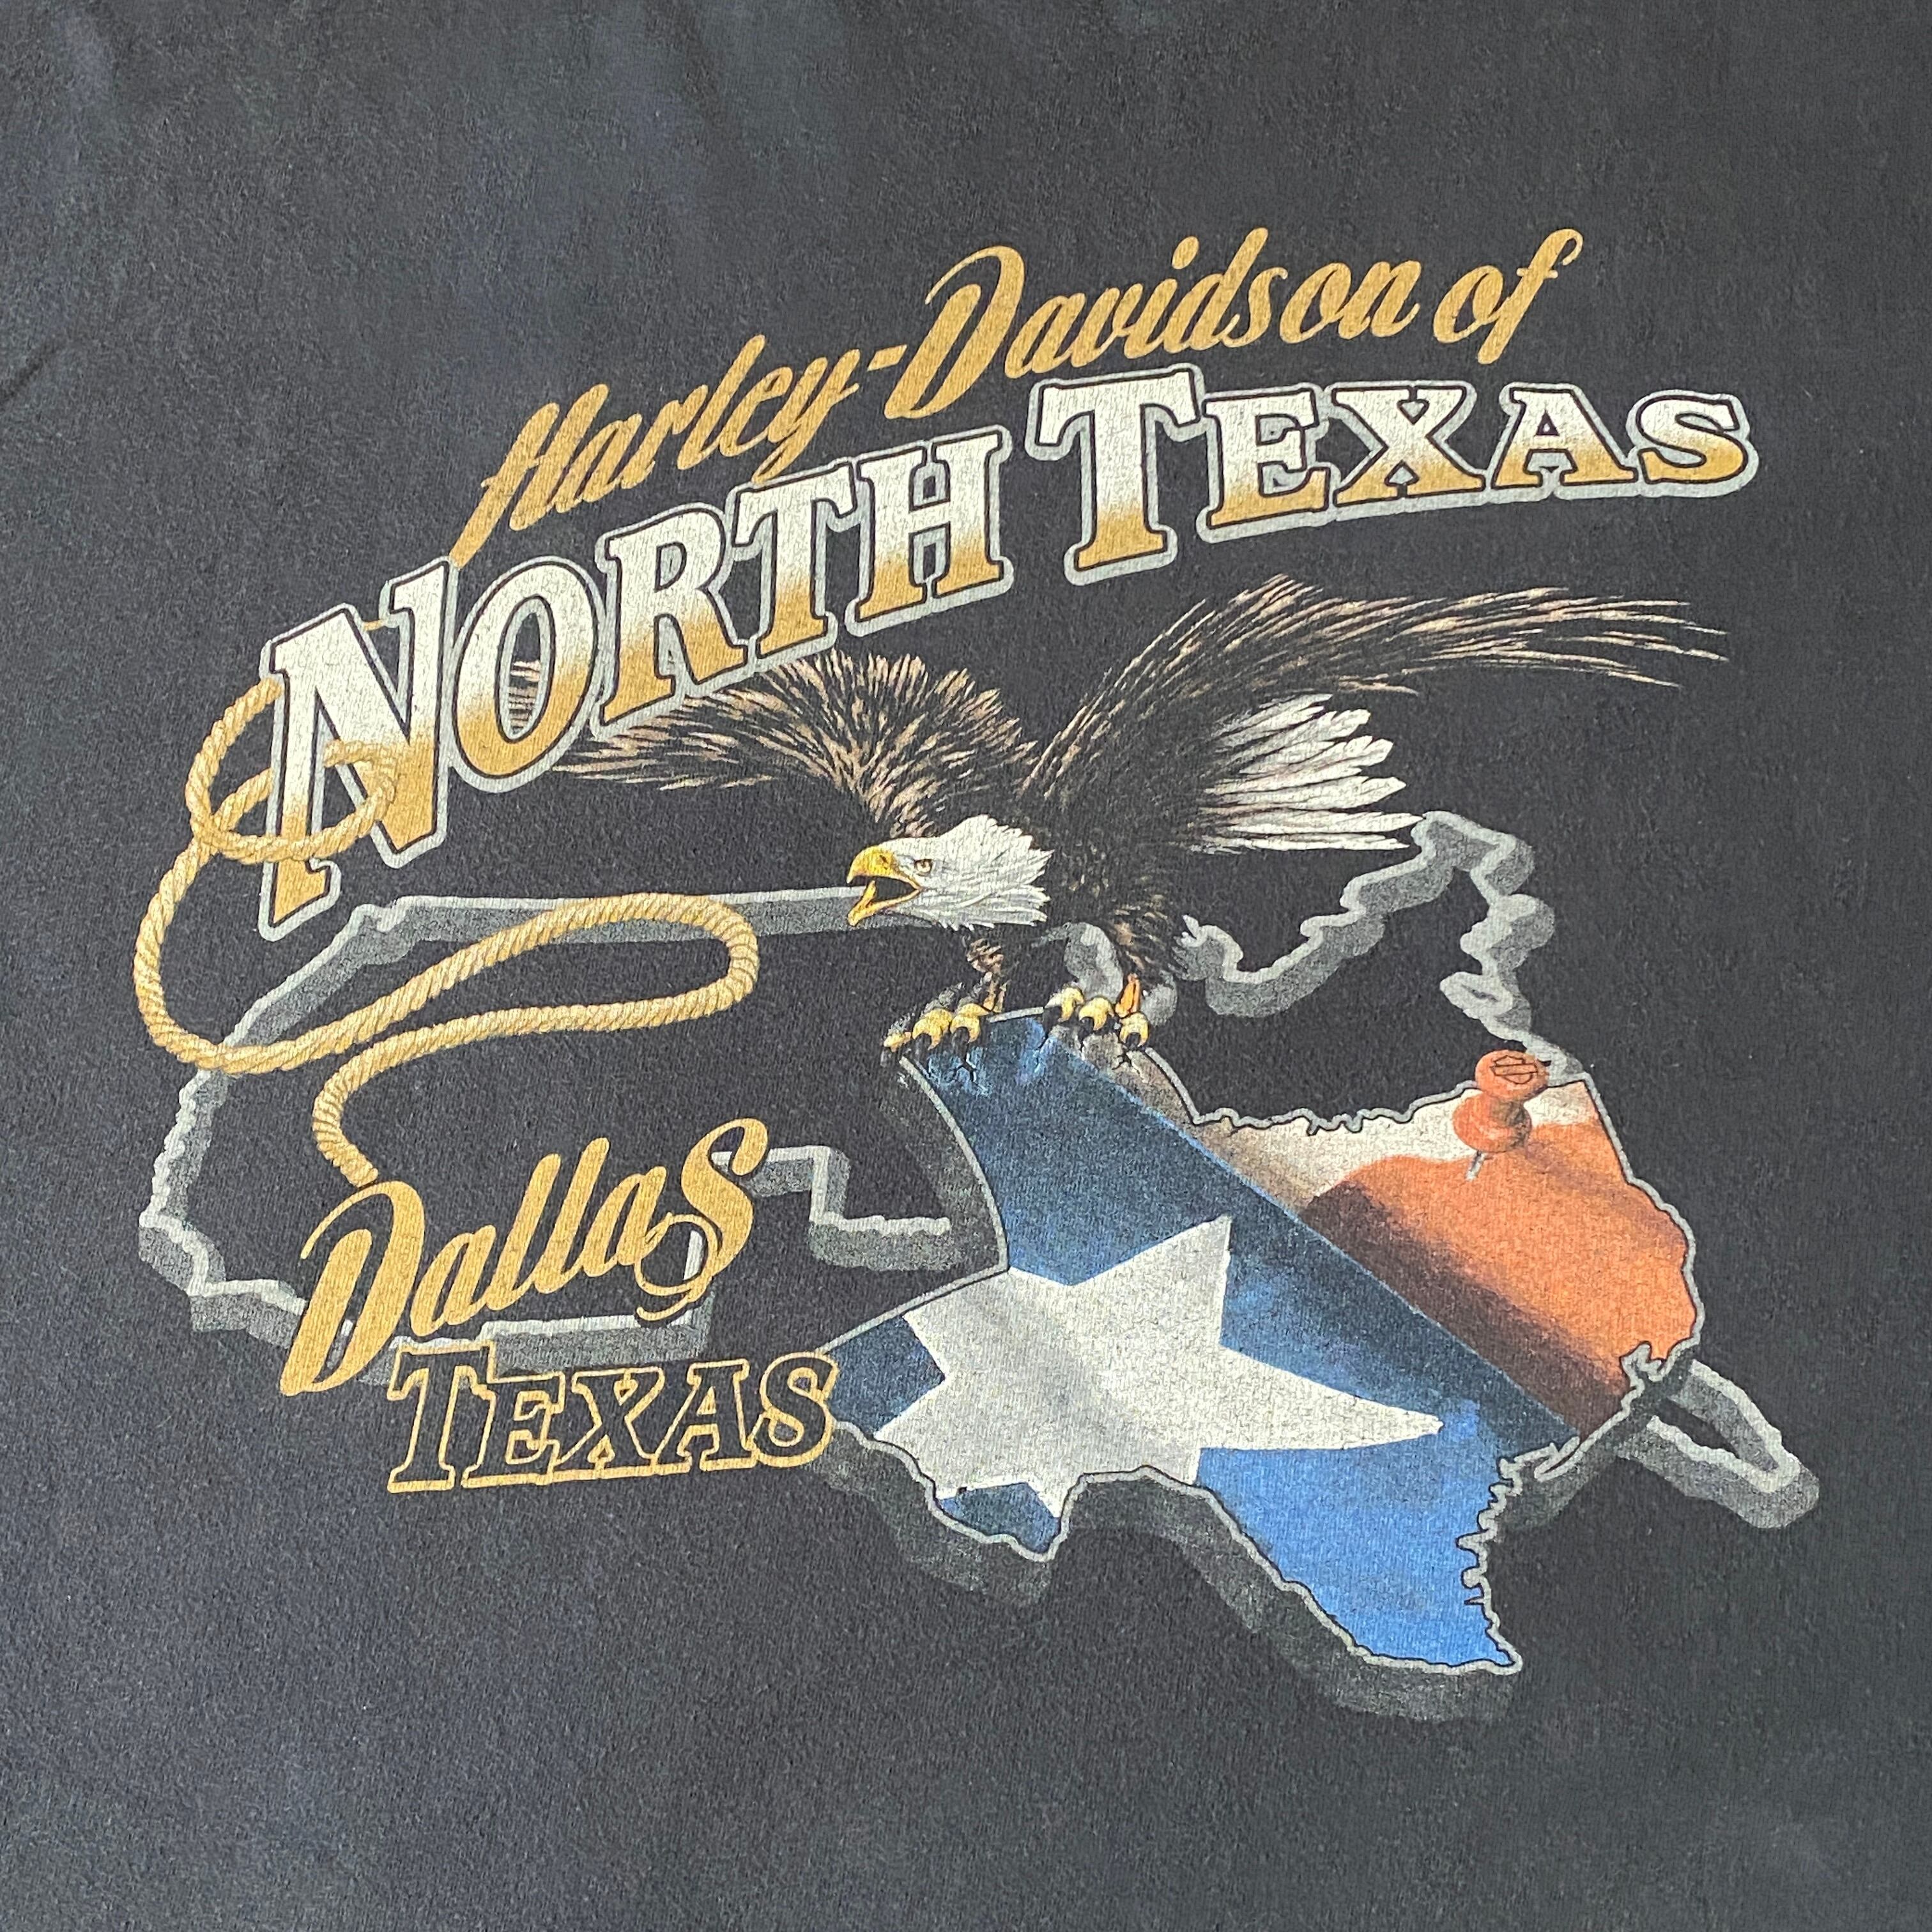 Harley-Davidson of
NORTH TEXAS
Dallas
TEXAS